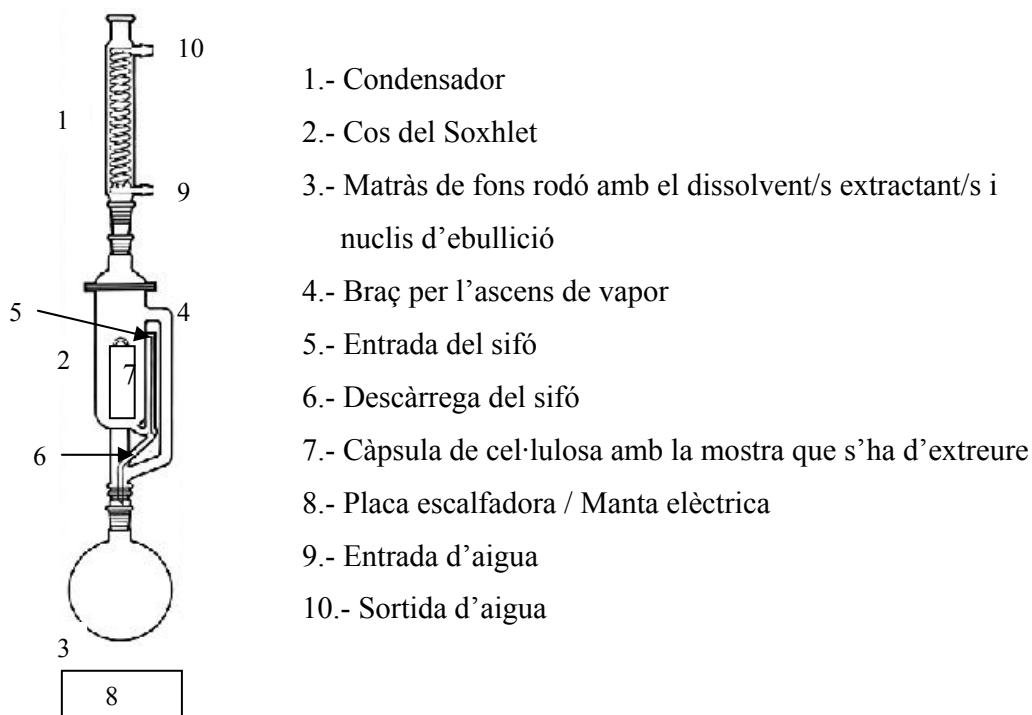 10
1
9
5
4
2
7
6
3
8
1.- Condensador
2.- Cos del Soxhlet
3.- Matràs de fons rodó amb el dissolvent/s extractant/s i
nuclis d’ebullició
4.- Braç per l’ascens de vapor
5.- Entrada del sifó
6.- Descàrrega del sifó
7.- Càpsula de cel·lulosa amb la mostra que s’ha d’extreure
8.- Placa escalfadora / Manta elèctrica
9.- Entrada d’aigua
10.- Sortida d’aigua